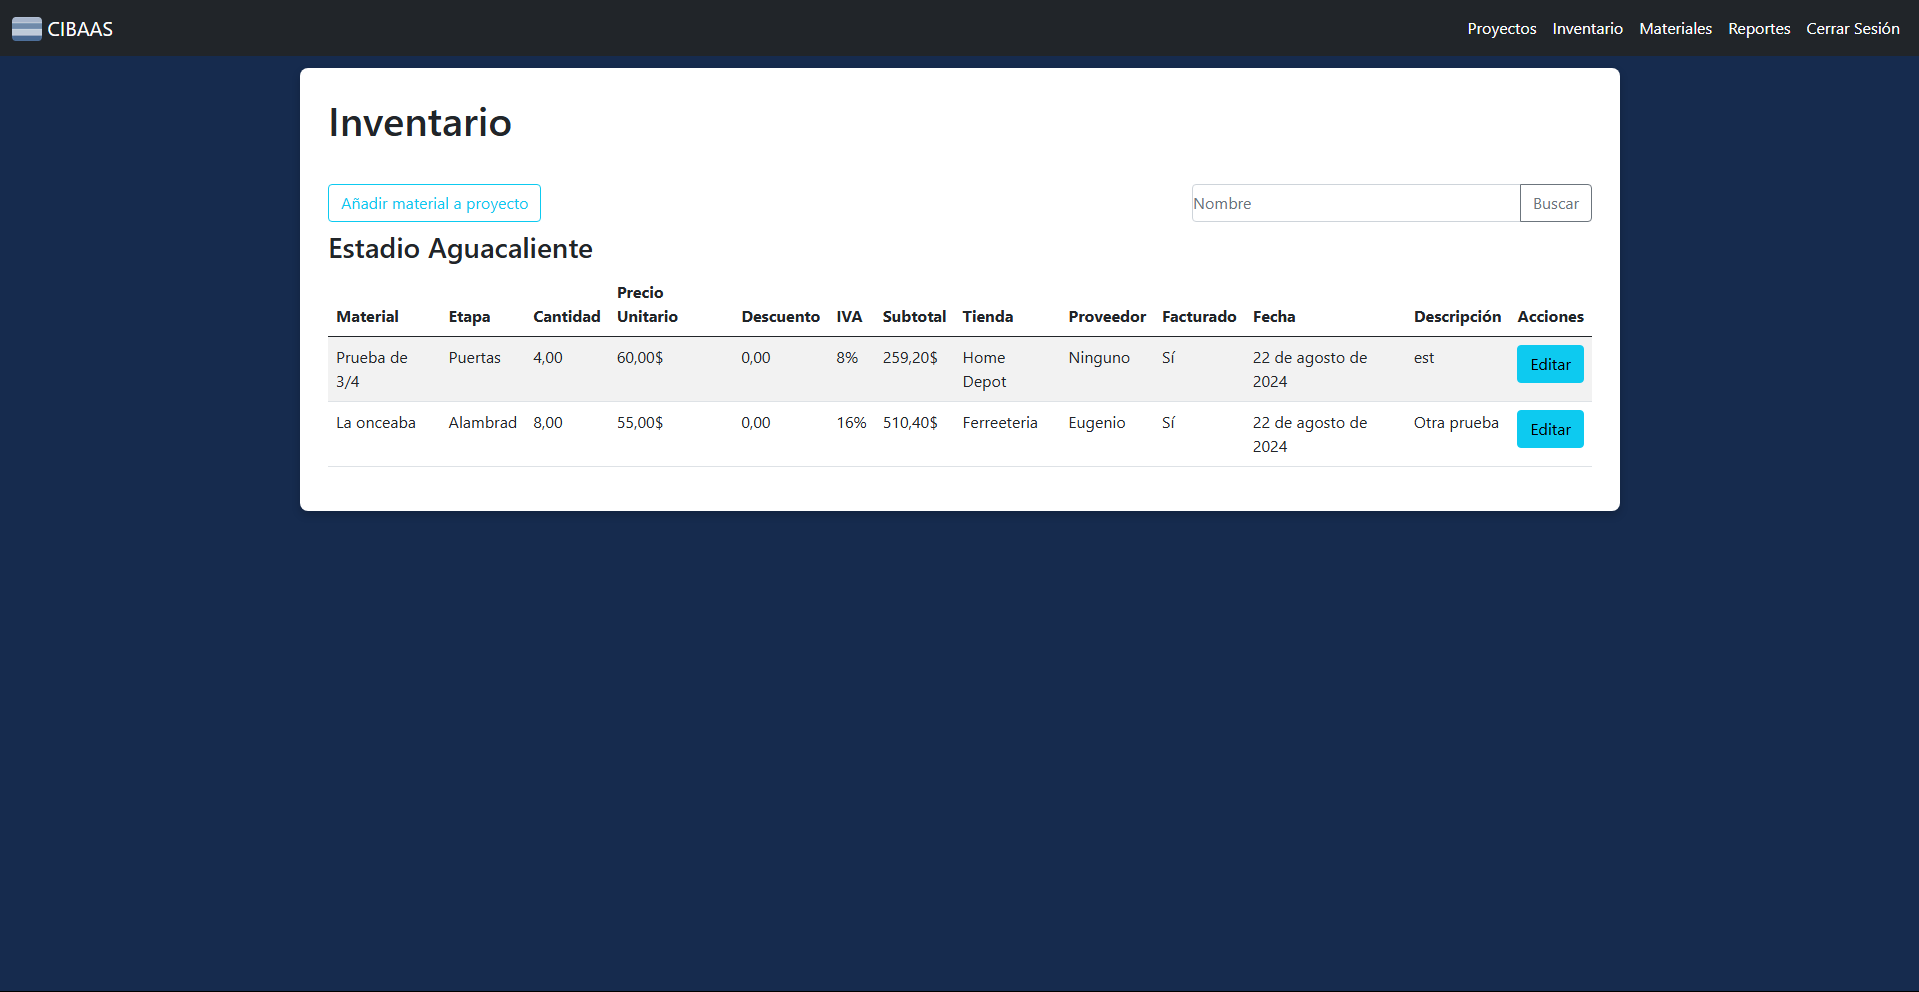 CIBAAS Proyectos Inventario Materiales Reportes Cerrar Sesión
Inventario
Añadir material a proyecto Nombre Buscar
Estadio Aguacaliente
Material Etapa Cantidad Precio Unitario Descuento IVA Subtotal Tienda Proveedor Facturado Fecha Descripción Acciones
Prueba de 3/4 Puertas 4,00 60,00$ 0,00 8% 259,20$ Home Depot Ninguno Sí 22 de agosto de 2024 est Editar
La onceaba Alambrad 8,00 55,00$ 0,00 16% 510,40$ Ferreeteria Eugenio Sí 22 de agosto de 2024 Otra prueba Editar